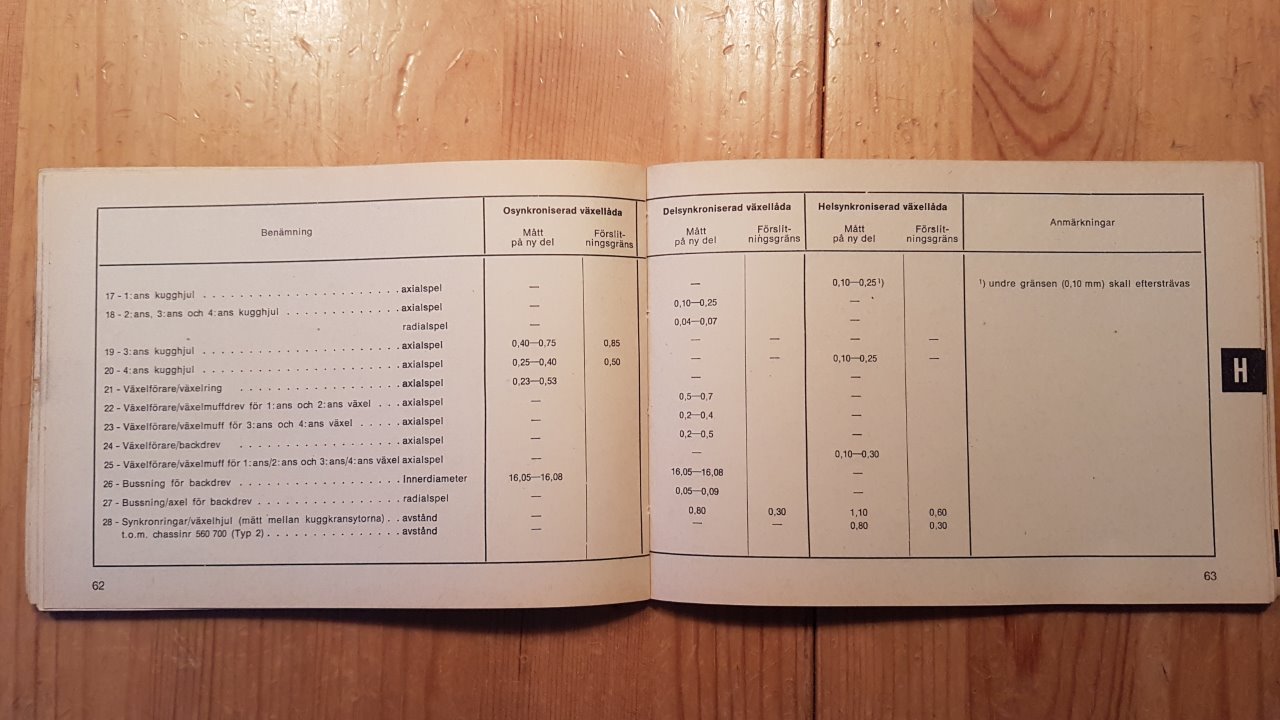 Benämning
Osynkroniserad växellåda
Mått på ny del
Förslit-ningsgräns
Delsynkroniserad växellåda
Mått på ny del
Förslit-ningsgräns
Helsynkroniserad växellåda
Mått på ny del
Förslit-ningsgräns
Anmärkningar
17 - 1:ans kugghjul . . . . . axialspel — — 0,10—0,25 ¹) ¹) undre gränsen (0,10 mm) skall eftersträvas
18 - 2:ans, 3:ans och 4:ans kugghjul . . . . . axialspel — 0,10—0,25 —
radialspel — 0,04—0,07 —
19 - 3:ans kugghjul . . . . . axialspel 0,40—0,75 0,85 — — — —
20 - 4:ans kugghjul . . . . . axialspel 0,25—0,40 0,50 — — 0,10—0,25 —
21 - Växelförare/växelring . . . . . axialspel 0,23—0,53 — —
22 - Växelförare/växelmuffdrev för 1:ans och 2:ans växel . . . axialspel — 0,5—0,7 —
23 - Växelförare/växelmuff för 3:ans och 4:ans växel . . . . . axialspel — 0,2—0,4 —
24 - Växelförare/backdrev . . . . . axialspel — 0,2—0,5 —
25 - Växelförare/växelmuff för 1:ans/2:ans och 3:ans/4:ans växel axialspel — — 0,10—0,30
26 - Bussning för backdrev . . . . . Innerdiameter 16,05—16,08 16,05—16,08 —
27 - Bussning/axel för backdrev . . . . . radialspel — 0,05—0,09 —
28 - Synkronringar/växelhjul (mått mellan kuggkransytorna) . . avstånd — 0,80 0,30 1,10 0,60
t.o.m. chassinr 560 700 (Typ 2) . . . . . avstånd — — — 0,80 0,30
H
62
63